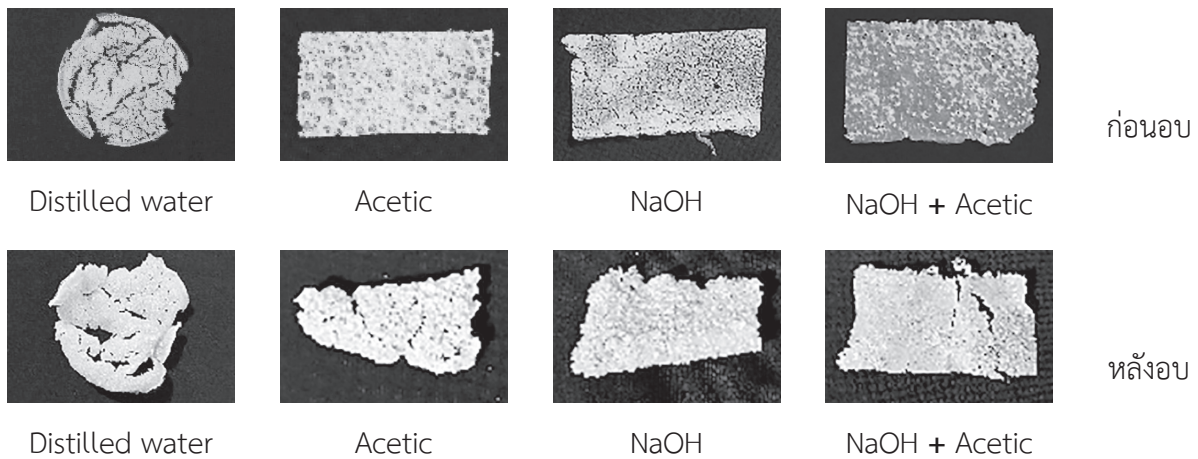 ก่อนอบ
Distilled water Acetic NaOH NaOH + Acetic
หลังอบ
Distilled water Acetic NaOH NaOH + Acetic